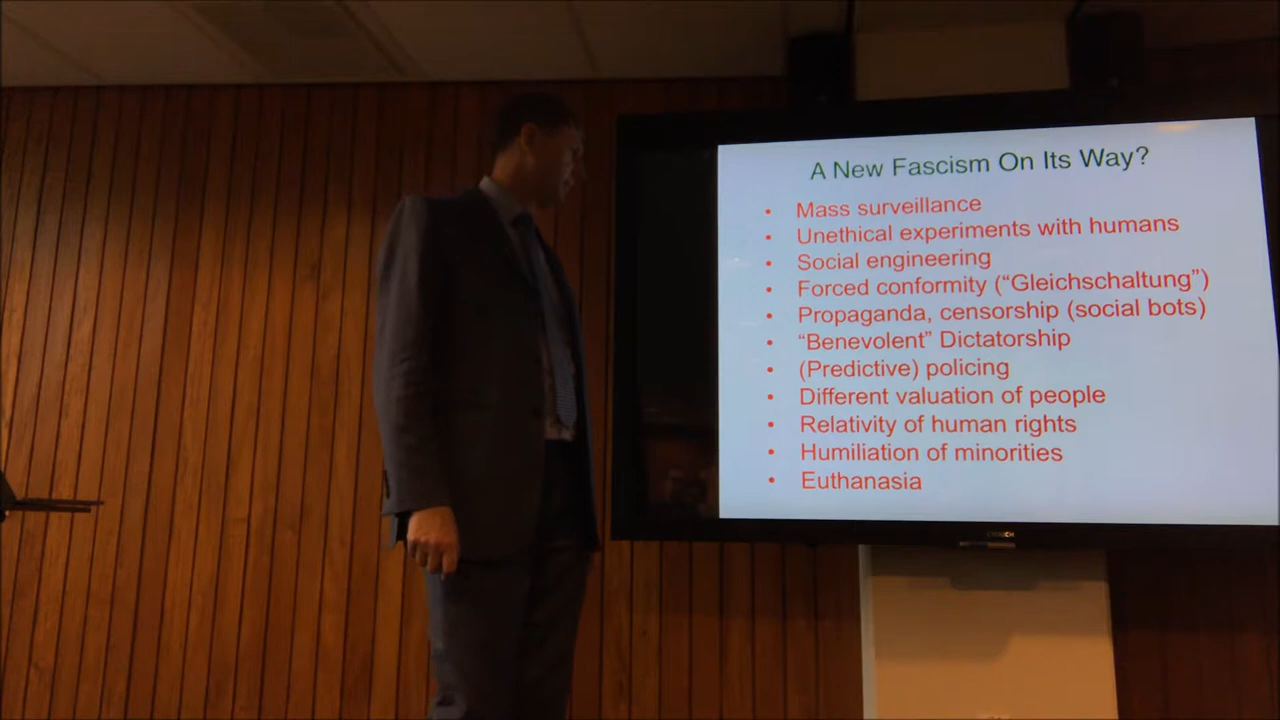 A New Fascism On Its Way?
• Mass surveillance
• Unethical experiments with humans
• Social engineering
• Forced conformity (“Gleichschaltung”)
• Propaganda, censorship (social bots)
• “Benevolent” Dictatorship
• (Predictive) policing
• Different valuation of people
• Relativity of human rights
• Humiliation of minorities
• Euthanasia